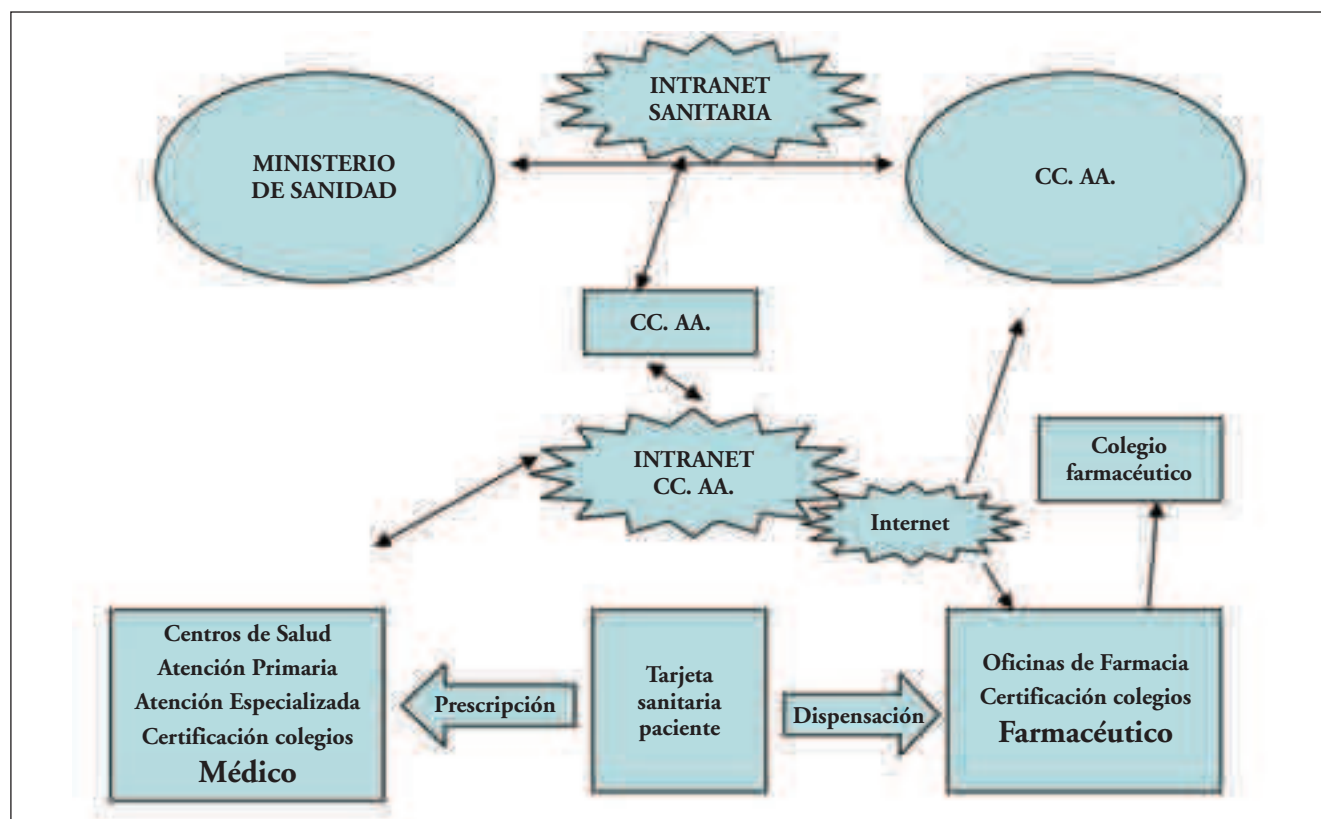 INTRANET
SANITARIA
MINISTERIO
DE SANIDAD
CC. AA.
CC. AA.
INTRANET
CC. AA.
Internet
Colegio
farmacéutico
Centros de Salud
Atención Primaria
Atención Especializada
Certificación colegios
Médico
Prescripción
Tarjeta
sanitaria
paciente
Dispensación
Oficinas de Farmacia
Certificación colegios
Farmacéutico